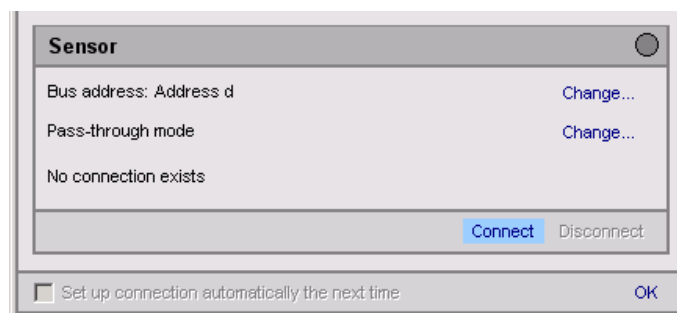 Sensor
Bus address: Address d Change...
Pass-through mode Change...
No connection exists
Connect Disconnect
Set up connection automatically the next time OK